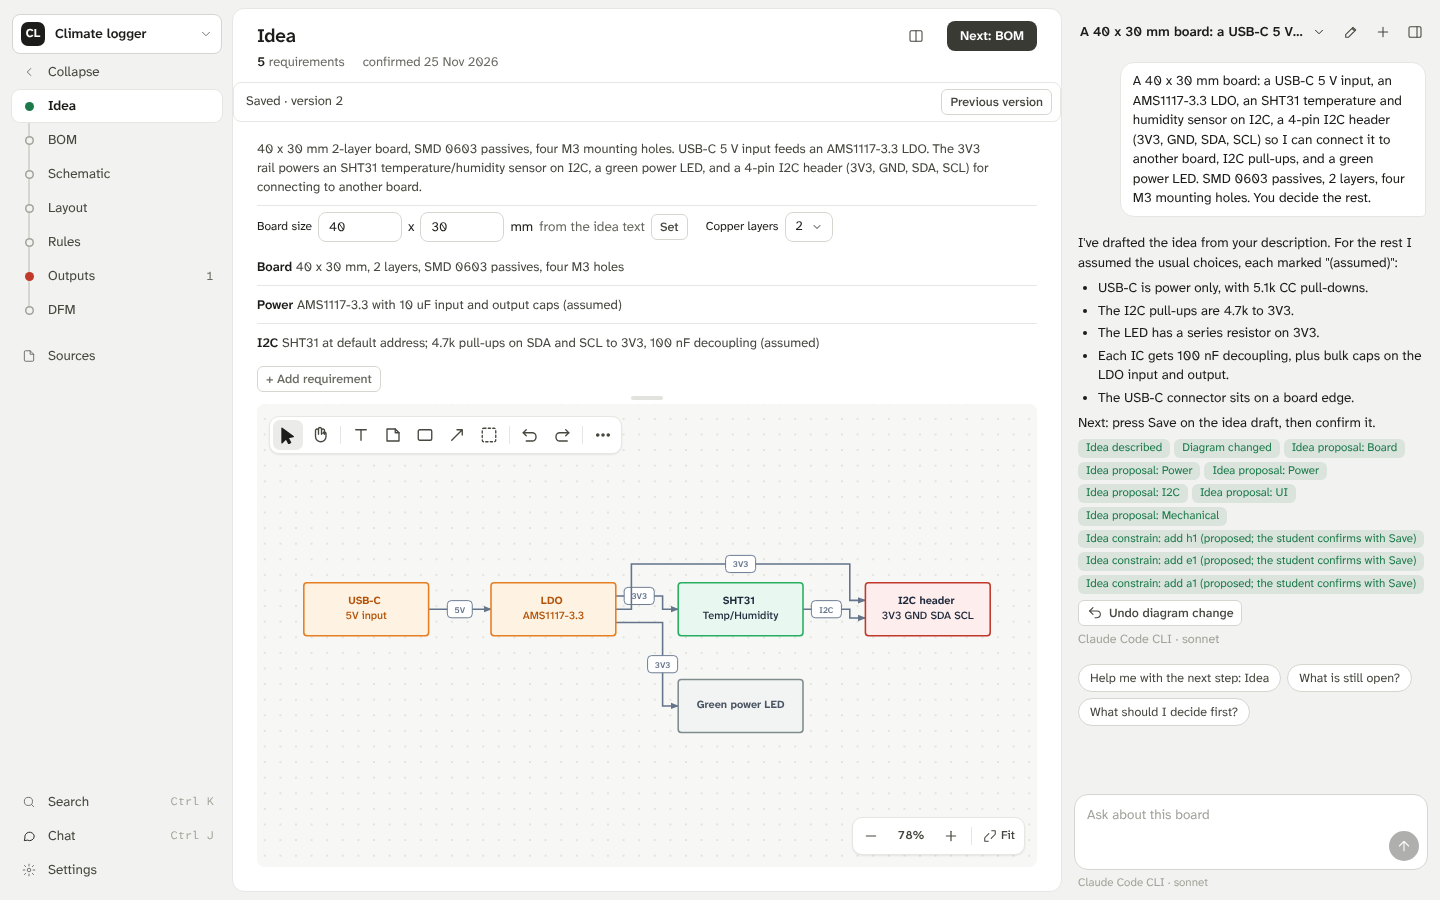 CL Climate logger
Collapse
Idea
BOM
Schematic
Layout
Rules
Outputs 1
DFM
Sources
Search Ctrl K
Chat Ctrl J
Settings
Idea
Next: BOM
5 requirements confirmed 25 Nov 2026
Saved · version 2
Previous version
40 x 30 mm 2-layer board, SMD 0603 passives, four M3 mounting holes. USB-C 5 V input feeds an AMS1117-3.3 LDO. The 3V3
rail powers an SHT31 temperature/humidity sensor on I2C, a green power LED, and a 4-pin I2C header (3V3, GND, SDA, SCL) for
connecting to another board.
Board size 40 x 30 mm from the idea text Set Copper layers 2
Board 40 x 30 mm, 2 layers, SMD 0603 passives, four M3 holes
Power AMS1117-3.3 with 10 uF input and output caps (assumed)
I2C SHT31 at default address; 4.7k pull-ups on SDA and SCL to 3V3, 100 nF decoupling (assumed)
+ Add requirement
3V3
USB-C
5V input
5V
LDO
AMS1117-3.3
3V3
SHT31
Temp/Humidity
I2C
I2C header
3V3 GND SDA SCL
3V3
Green power LED
78%
Fit
A 40 x 30 mm board: a USB-C 5 V...
A 40 x 30 mm board: a USB-C 5 V input, an
AMS1117-3.3 LDO, an SHT31 temperature and
humidity sensor on I2C, a 4-pin I2C header
(3V3, GND, SDA, SCL) so I can connect it to
another board, I2C pull-ups, and a green
power LED. SMD 0603 passives, 2 layers, four
M3 mounting holes. You decide the rest.
I've drafted the idea from your description. For the rest I
assumed the usual choices, each marked "(assumed)":
• USB-C is power only, with 5.1k CC pull-downs.
• The I2C pull-ups are 4.7k to 3V3.
• The LED has a series resistor on 3V3.
• Each IC gets 100 nF decoupling, plus bulk caps on the
LDO input and output.
• The USB-C connector sits on a board edge.
Next: press Save on the idea draft, then confirm it.
Idea described Diagram changed Idea proposal: Board
Idea proposal: Power Idea proposal: Power
Idea proposal: I2C Idea proposal: UI
Idea proposal: Mechanical
Idea constrain: add h1 (proposed; the student confirms with Save)
Idea constrain: add e1 (proposed; the student confirms with Save)
Idea constrain: add a1 (proposed; the student confirms with Save)
Undo diagram change
Claude Code CLI · sonnet
Help me with the next step: Idea
What is still open?
What should I decide first?
Ask about this board
Claude Code CLI · sonnet